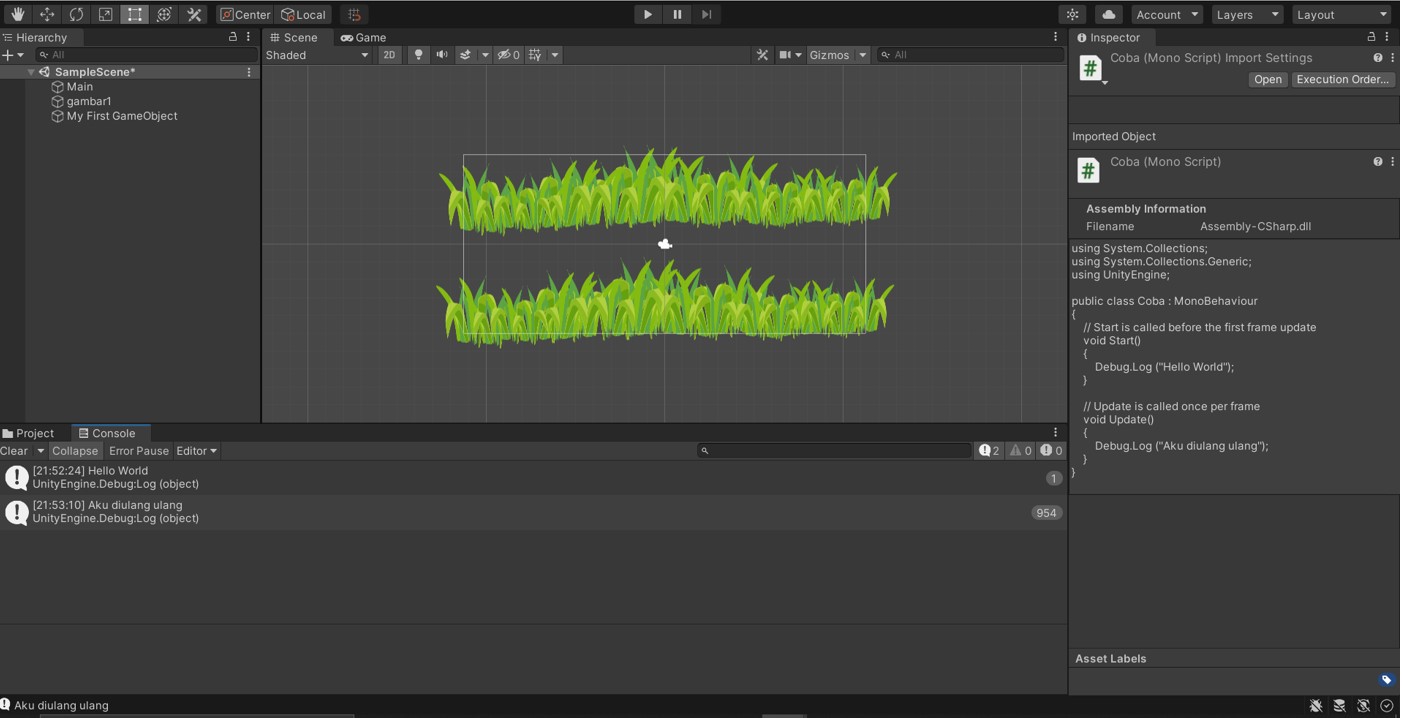 Center
Local
Account
Layers
Layout
Hierarchy
All
SampleScene*
Main
gambar1
My First GameObject
Scene
Game
Shaded
2D
0
Gizmos
All
Inspector
Coba (Mono Script) Import Settings
Open
Execution Order...
Imported Object
#
Coba (Mono Script)
Assembly Information
Filename Assembly-CSharp.dll
using System.Collections;
using System.Collections.Generic;
using UnityEngine;
public class Coba : MonoBehaviour
{
// Start is called before the first frame update
void Start()
{
Debug.Log ("Hello World");
}
// Update is called once per frame
void Update()
{
Debug.Log ("Aku diulang ulang");
}
}
Asset Labels
Project
Console
Clear
Collapse
Error Pause
Editor
2
0
0
[21:52:24] Hello World
UnityEngine.Debug:Log (object)
1
[21:53:10] Aku diulang ulang
UnityEngine.Debug:Log (object)
954
Aku diulang ulang